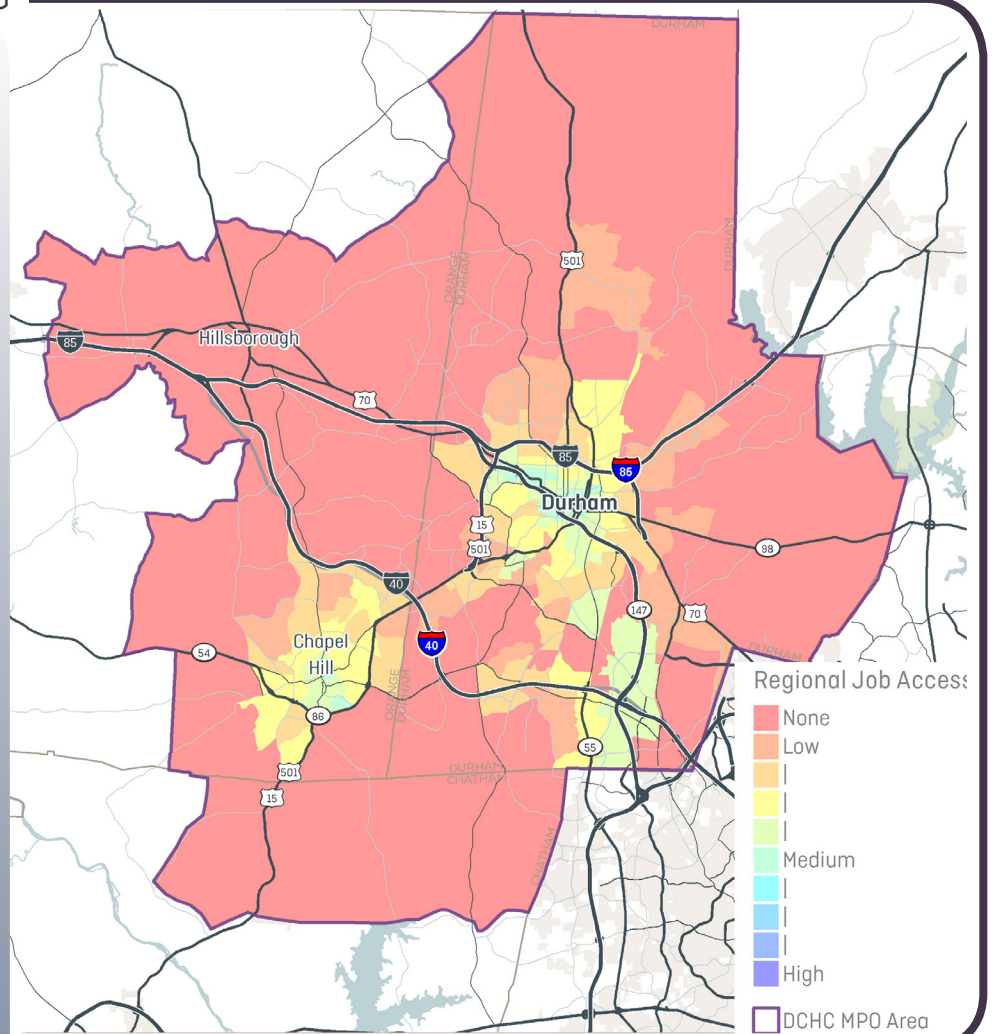 DURHAM
DURHAM
ORANGE
DURHAM
501
85
Hillsborough
70
85
85
Durham
15
501
98
40
147
70
Chapel
Hill
40
54
DURHAM
ORANGE
DURHAM
86
55
501
DURHAM
CHATHAM
15
CHATHAM
Regional Job Access
None
Low
I
I
I
Medium
I
I
I
High
DCHC MPO Area